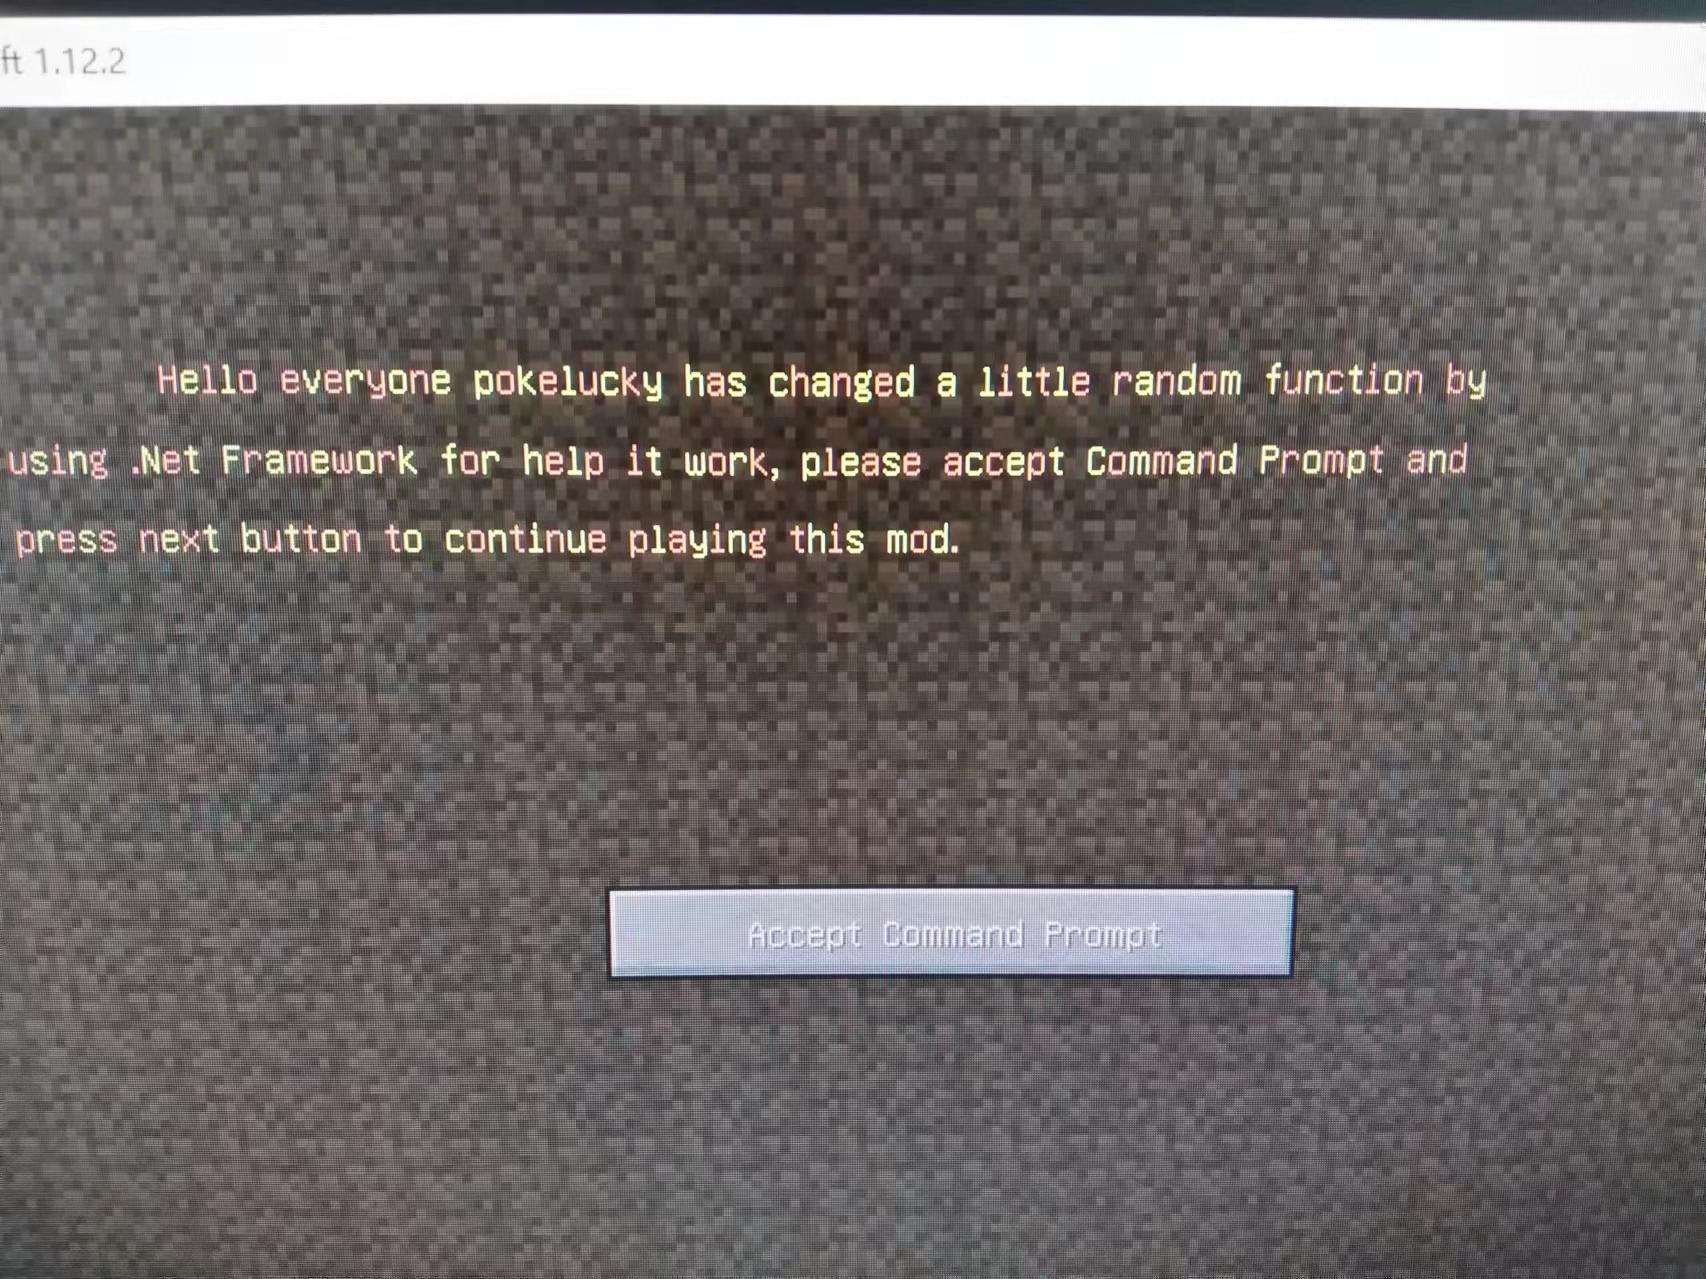 ft 1.12.2
Hello everyone pokelucky has changed a little random function by
using .Net Framework for help it work, please accept Command Prompt and
press next button to continue playing this mod.
Accept Command Prompt